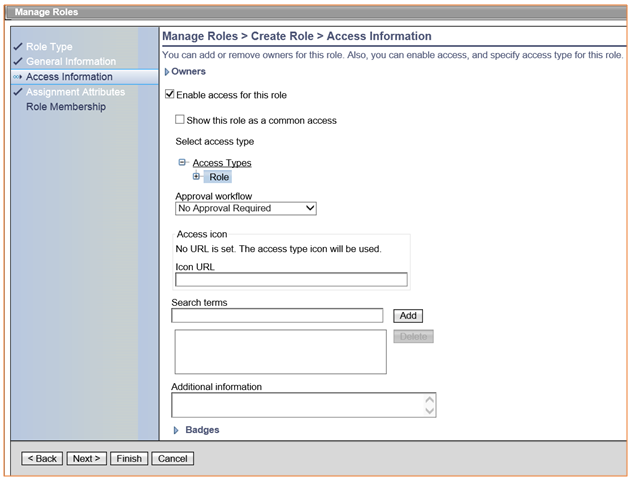 Manage Roles
Role Type
General Information
Access Information
Assignment Attributes
Role Membership
Manage Roles > Create Role > Access Information
You can add or remove owners for this role. Also, you can enable access, and specify access type for this role.
Owners
Enable access for this role
Show this role as a common access
Select access type
Access Types
Role
Approval workflow
No Approval Required
Access icon
No URL is set. The access type icon will be used.
Icon URL
Search terms
Add
Delete
Additional information
Badges
< Back Next > Finish Cancel